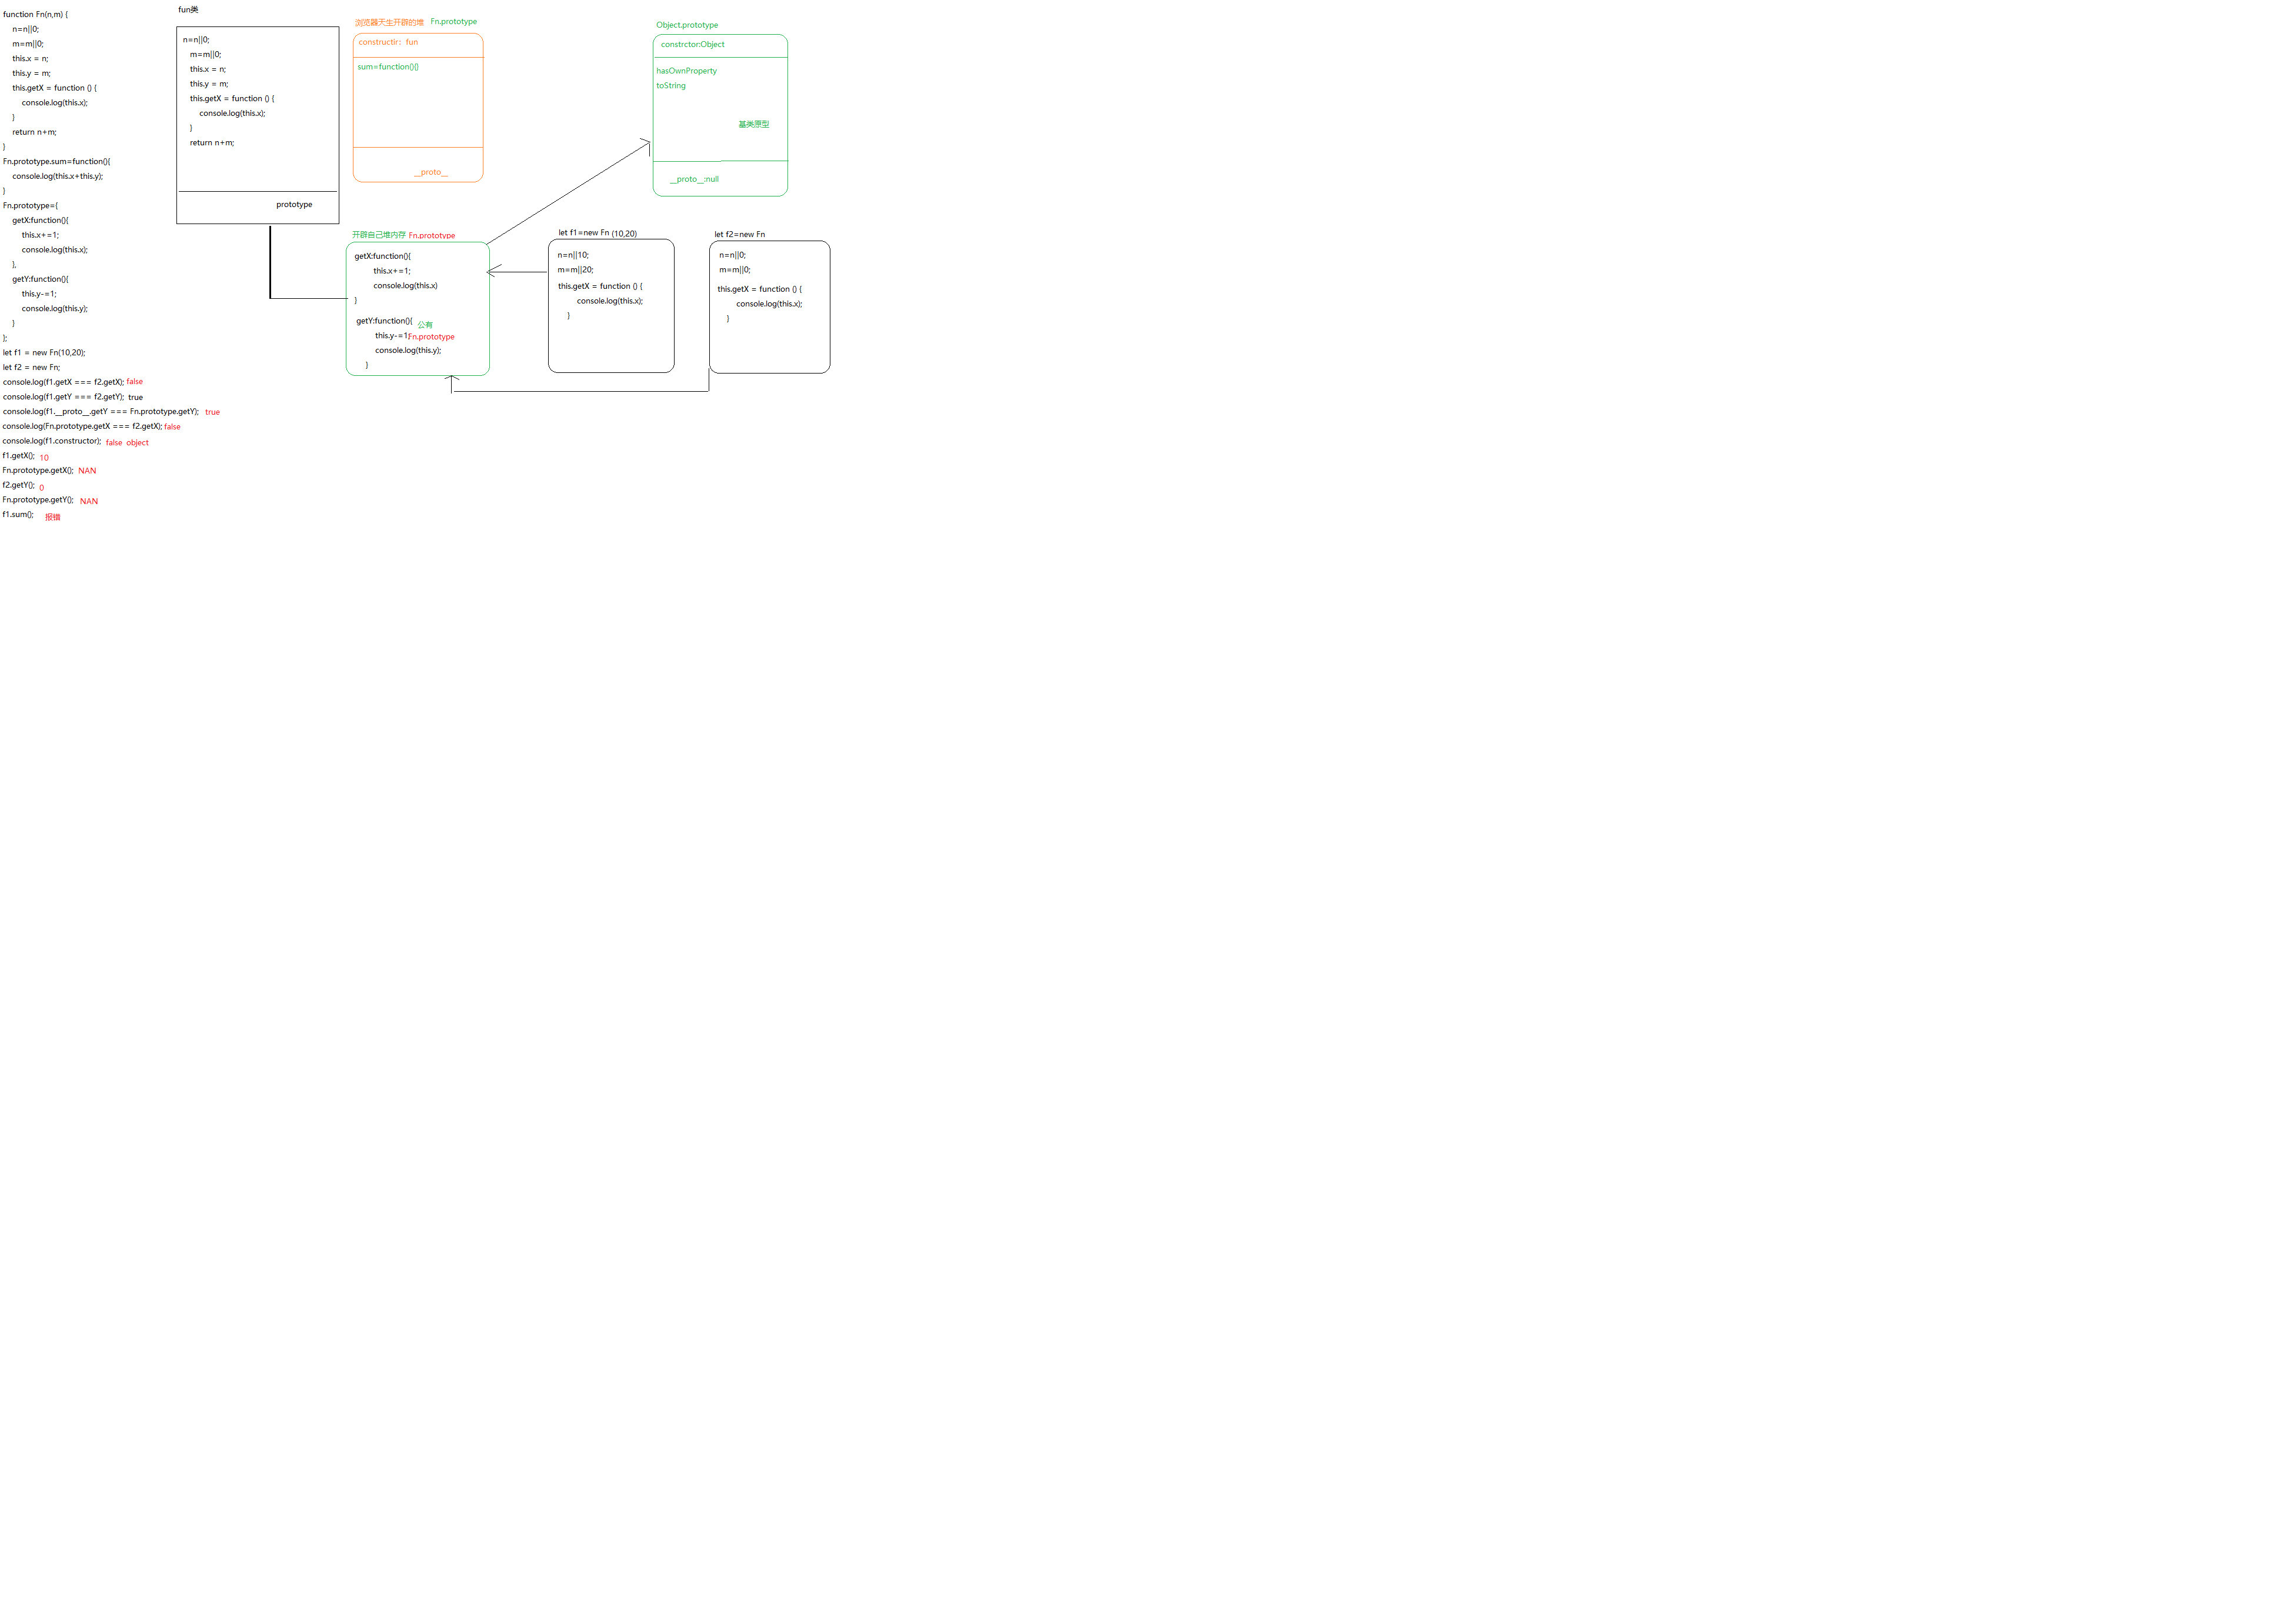 function Fn(n,m) {
n=n||0;
m=m||0;
this.x = n;
this.y = m;
this.getX = function () {
console.log(this.x);
}
return n+m;
}
Fn.prototype.sum=function(){
console.log(this.x+this.y);
}
Fn.prototype={
getX:function(){
this.x+=1;
console.log(this.x);
},
getY:function(){
this.y-=1;
console.log(this.y);
}
};
let f1 = new Fn(10,20);
let f2 = new Fn;
console.log(f1.getX === f2.getX); false
console.log(f1.getY === f2.getY); true
console.log(f1.__proto__.getY === Fn.prototype.getY); true
console.log(Fn.prototype.getX === f2.getX); false
console.log(f1.constructor); false object
f1.getX(); 10
Fn.prototype.getX(); NAN
f2.getY(); 0
Fn.prototype.getY(); NAN
f1.sum(); 报错
fun类
n=n||0;
m=m||0;
this.x = n;
this.y = m;
this.getX = function () {
console.log(this.x);
}
return n+m;
prototype
浏览器天生开辟的堆 Fn.prototype
constructir：fun
sum=function(){}
__proto__
Object.prototype
constrctor:Object
hasOwnProperty
toString
基类原型
__proto__:null
开辟自己堆内存 Fn.prototype
getX:function(){
this.x+=1;
console.log(this.x)
}
getY:function(){ 公有
this.y-=1;Fn.prototype
console.log(this.y);
}
let f1=new Fn (10,20)
n=n||10;
m=m||20;
this.getX = function () {
console.log(this.x);
}
let f2=new Fn
n=n||0;
m=m||0;
this.getX = function () {
console.log(this.x);
}